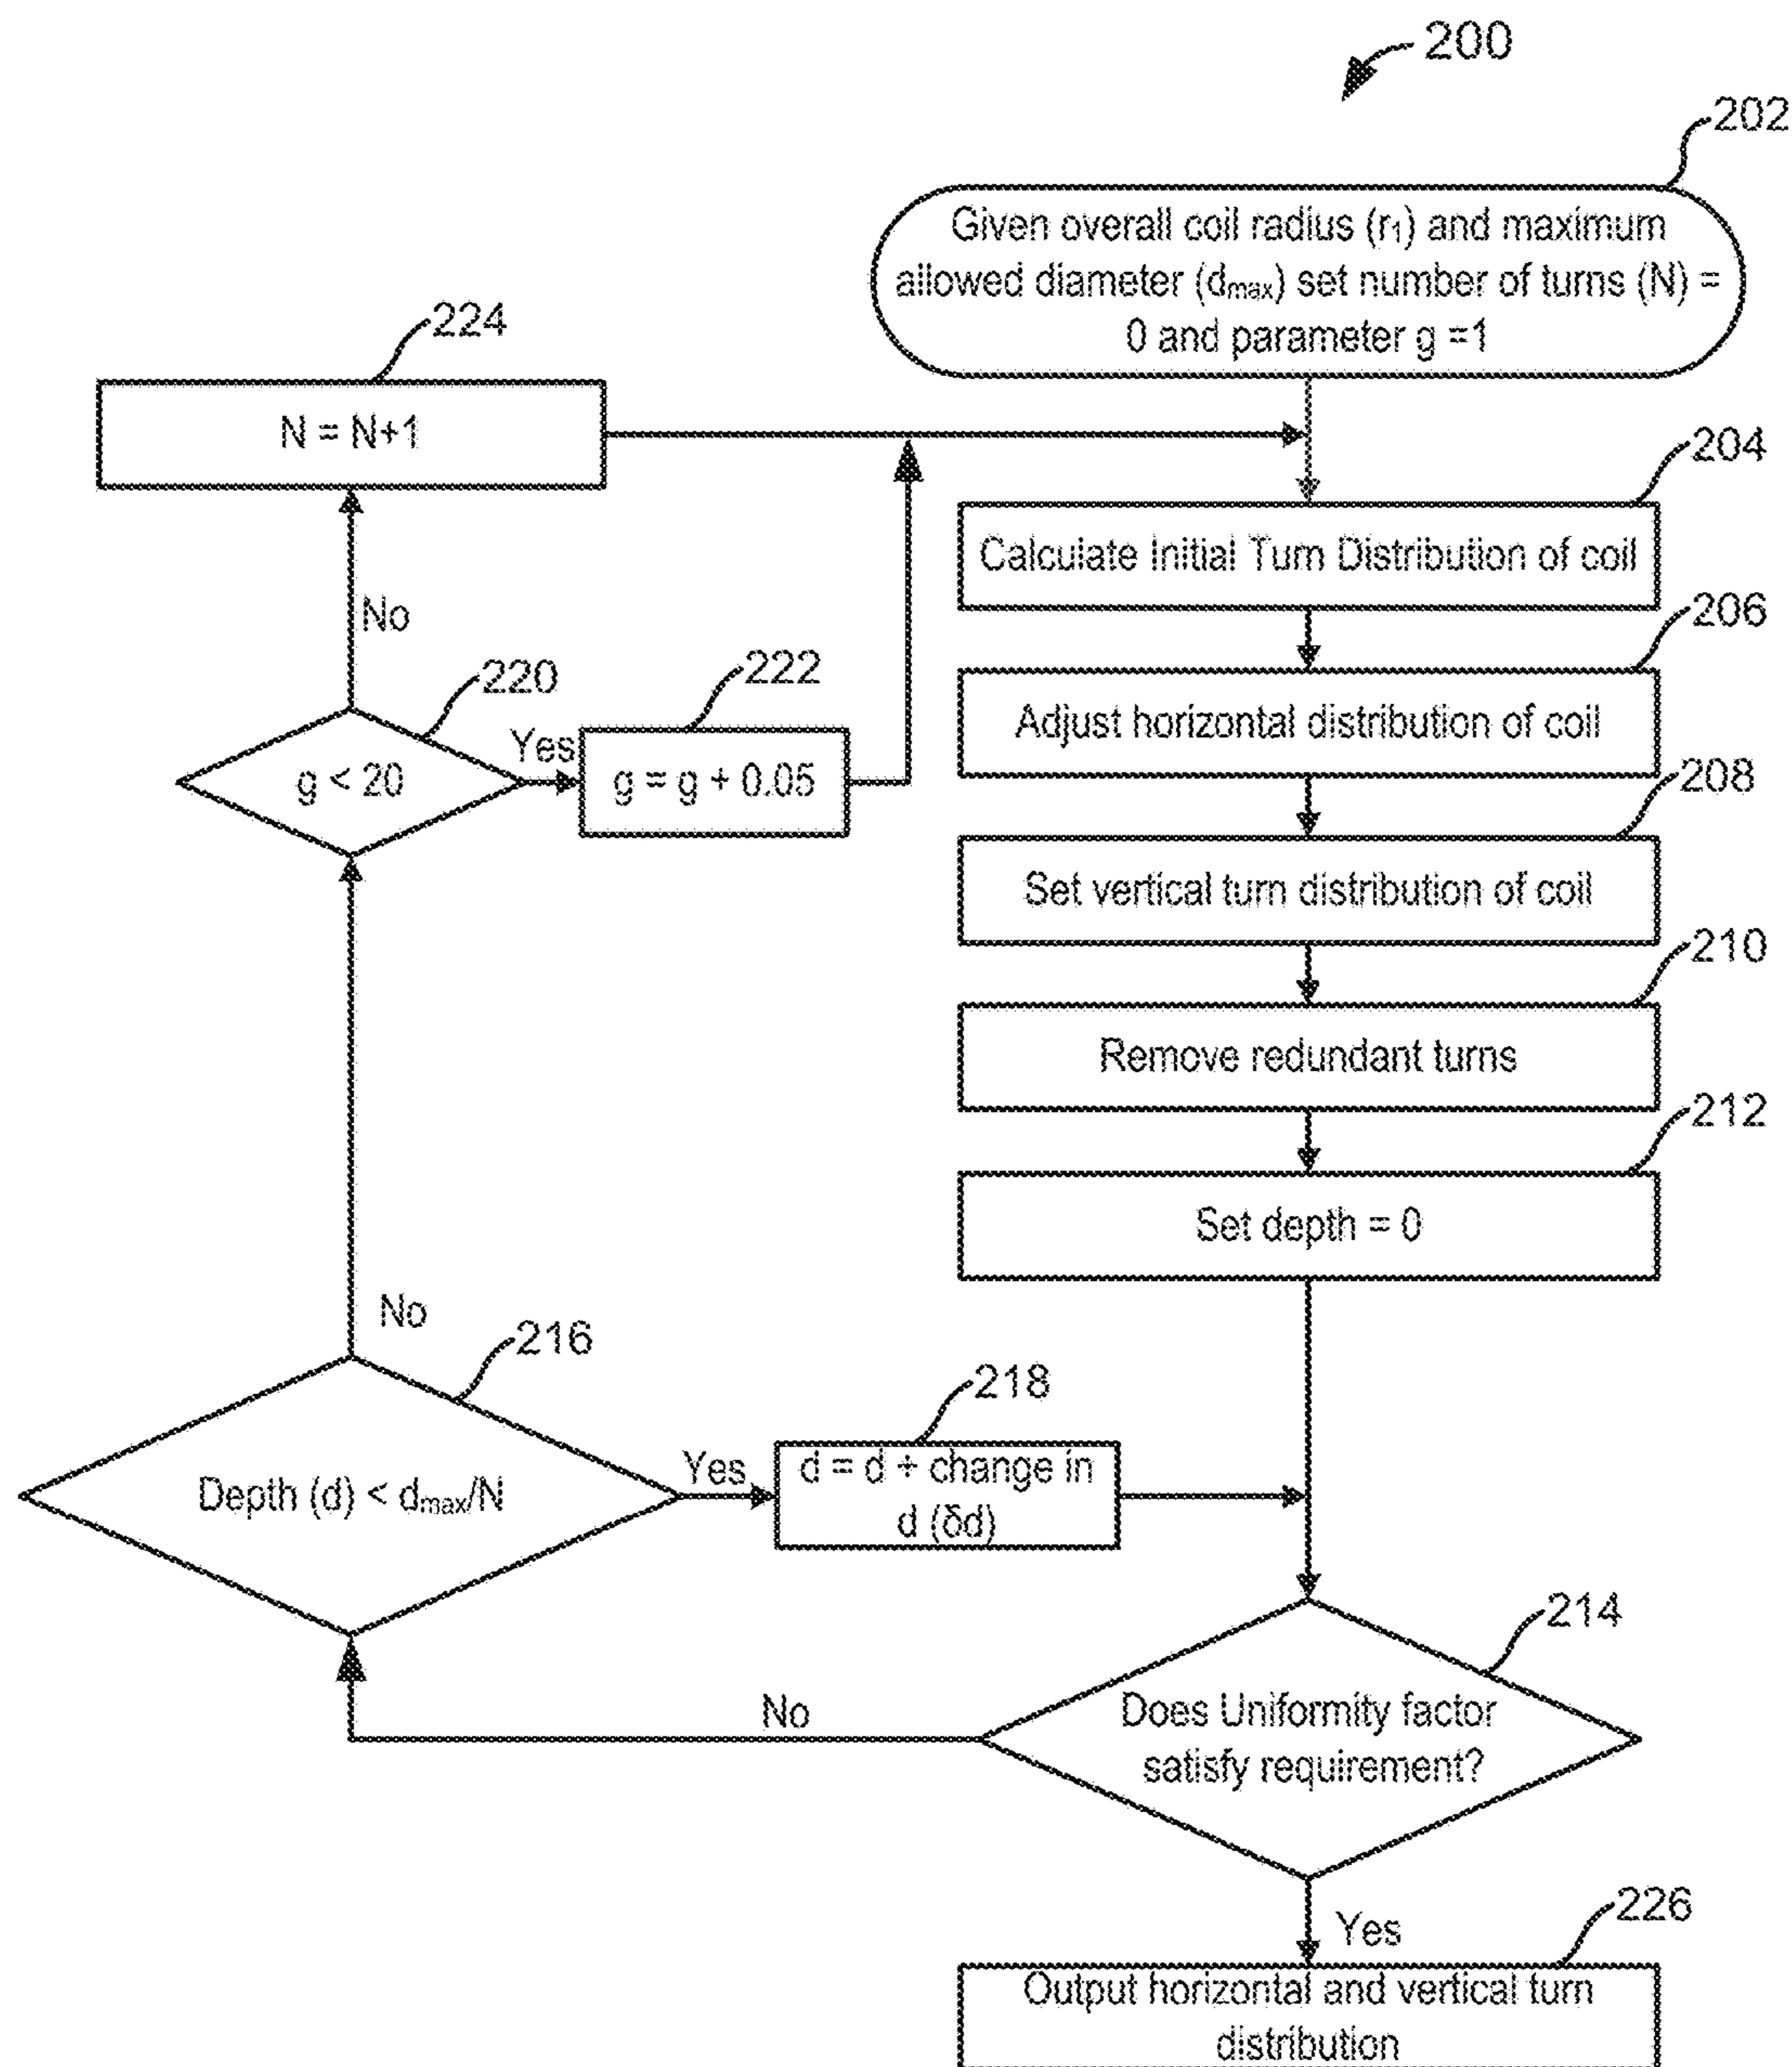 200
202
Given overall coil radius (r₁) and maximum
allowed diameter (dmax) set number of turns (N) =
0 and parameter g =1
224
N = N+1
204
Calculate Initial Turn Distribution of coil
206
Adjust horizontal distribution of coil
No
220
222
g < 20
Yes
g = g + 0.05
208
Set vertical turn distribution of coil
210
Remove redundant turns
212
Set depth = 0
No
216
218
Depth (d) < dmax/N
Yes
d = d + change in
d (δd)
214
Does Uniformity factor
satisfy requirement?
No
Yes
226
Output horizontal and vertical turn
distribution